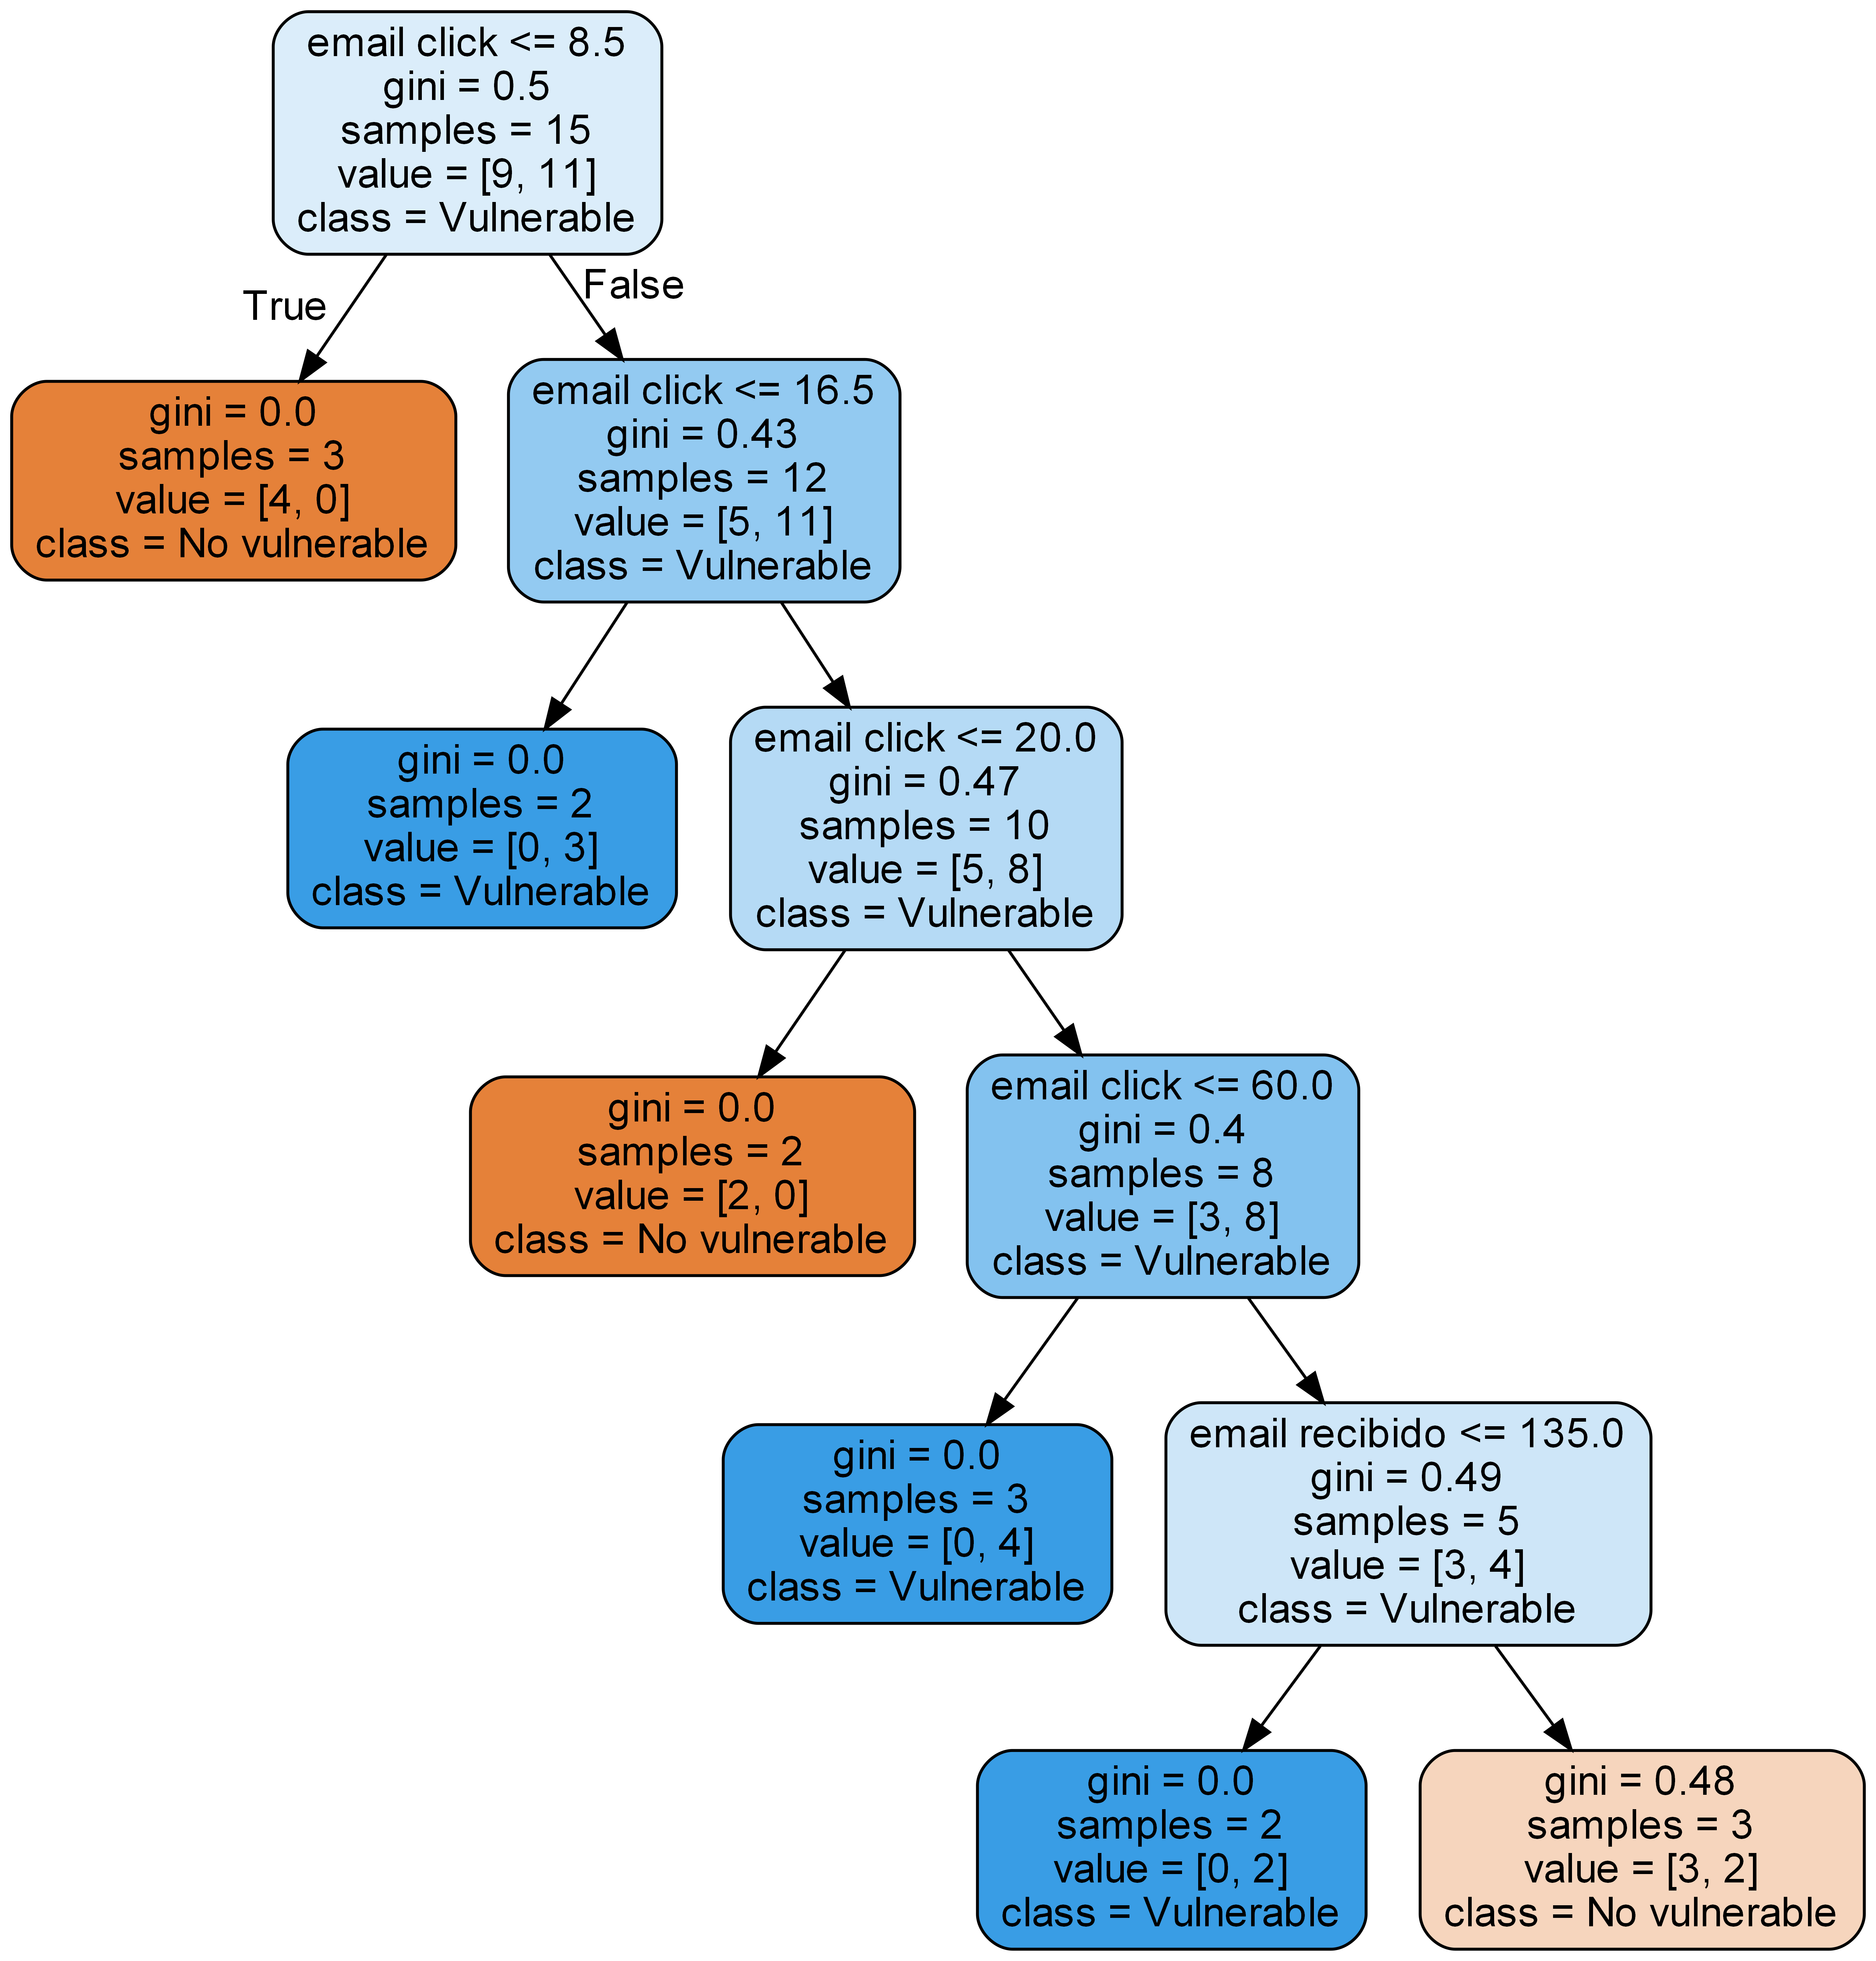 email click <= 8.5
gini = 0.5
samples = 15
value = [9, 11]
class = Vulnerable
True
False
gini = 0.0
samples = 3
value = [4, 0]
class = No vulnerable
email click <= 16.5
gini = 0.43
samples = 12
value = [5, 11]
class = Vulnerable
gini = 0.0
samples = 2
value = [0, 3]
class = Vulnerable
email click <= 20.0
gini = 0.47
samples = 10
value = [5, 8]
class = Vulnerable
gini = 0.0
samples = 2
value = [2, 0]
class = No vulnerable
email click <= 60.0
gini = 0.4
samples = 8
value = [3, 8]
class = Vulnerable
gini = 0.0
samples = 3
value = [0, 4]
class = Vulnerable
email recibido <= 135.0
gini = 0.49
samples = 5
value = [3, 4]
class = Vulnerable
gini = 0.0
samples = 2
value = [0, 2]
class = Vulnerable
gini = 0.48
samples = 3
value = [3, 2]
class = No vulnerable